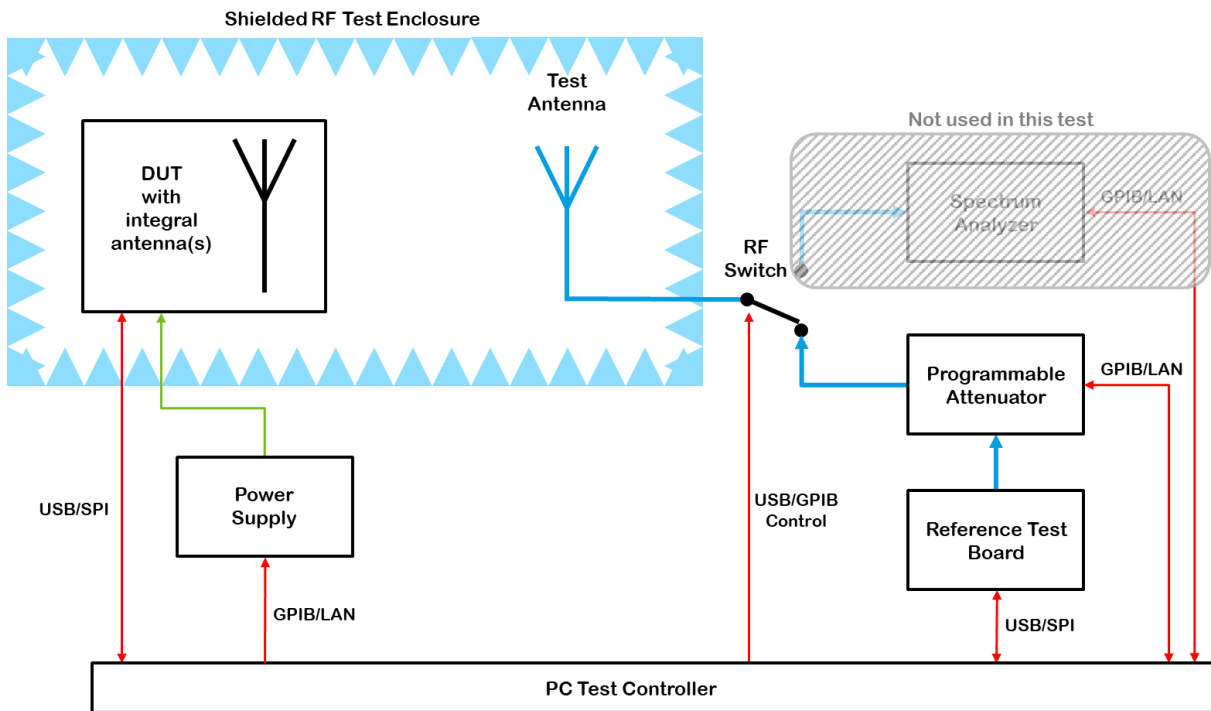 Shielded RF Test Enclosure
Test
Antenna
DUT
with
integral
antenna(s)
Not used in this test
Spectrum
Analyzer
GPIB/LAN
RF
Switch
Programmable
Attenuator
GPIB/LAN
Power
Supply
USB/SPI
USB/GPIB
Control
Reference Test
Board
GPIB/LAN
USB/SPI
PC Test Controller